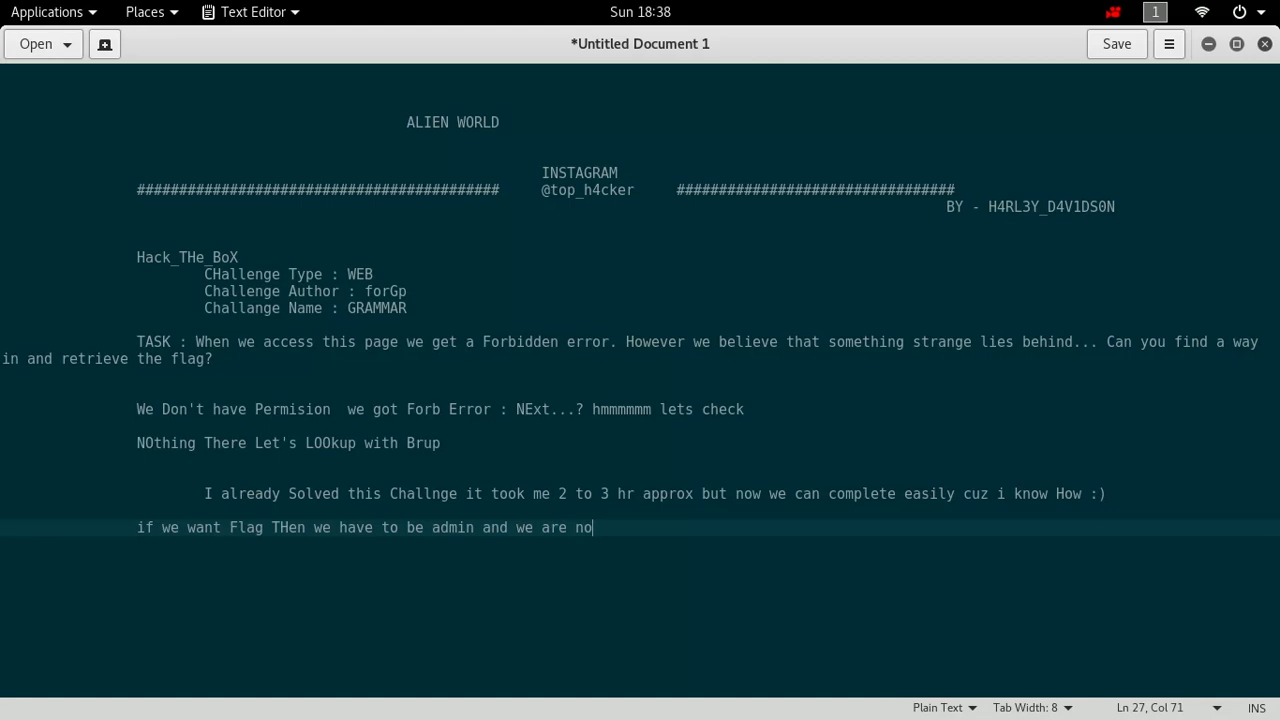 Applications Places Text Editor Sun 18:38 1
Open *Untitled Document 1 Save
ALIEN WORLD
INSTAGRAM
########################################### @top_h4cker #################################
BY - H4RL3Y_D4V1DS0N
Hack_THe_BoX
CHallenge Type : WEB
Challenge Author : forGp
Challange Name : GRAMMAR
TASK : When we access this page we get a Forbidden error. However we believe that something strange lies behind... Can you find a way
in and retrieve the flag?
We Don't have Permision  we got Forb Error : NExt...? hmmmmmm lets check
NOthing There Let's LOOkup with Brup
I already Solved this Challnge it took me 2 to 3 hr approx but now we can complete easily cuz i know How :)
if we want Flag THen we have to be admin and we are no
Plain Text Tab Width: 8 Ln 27, Col 71 INS